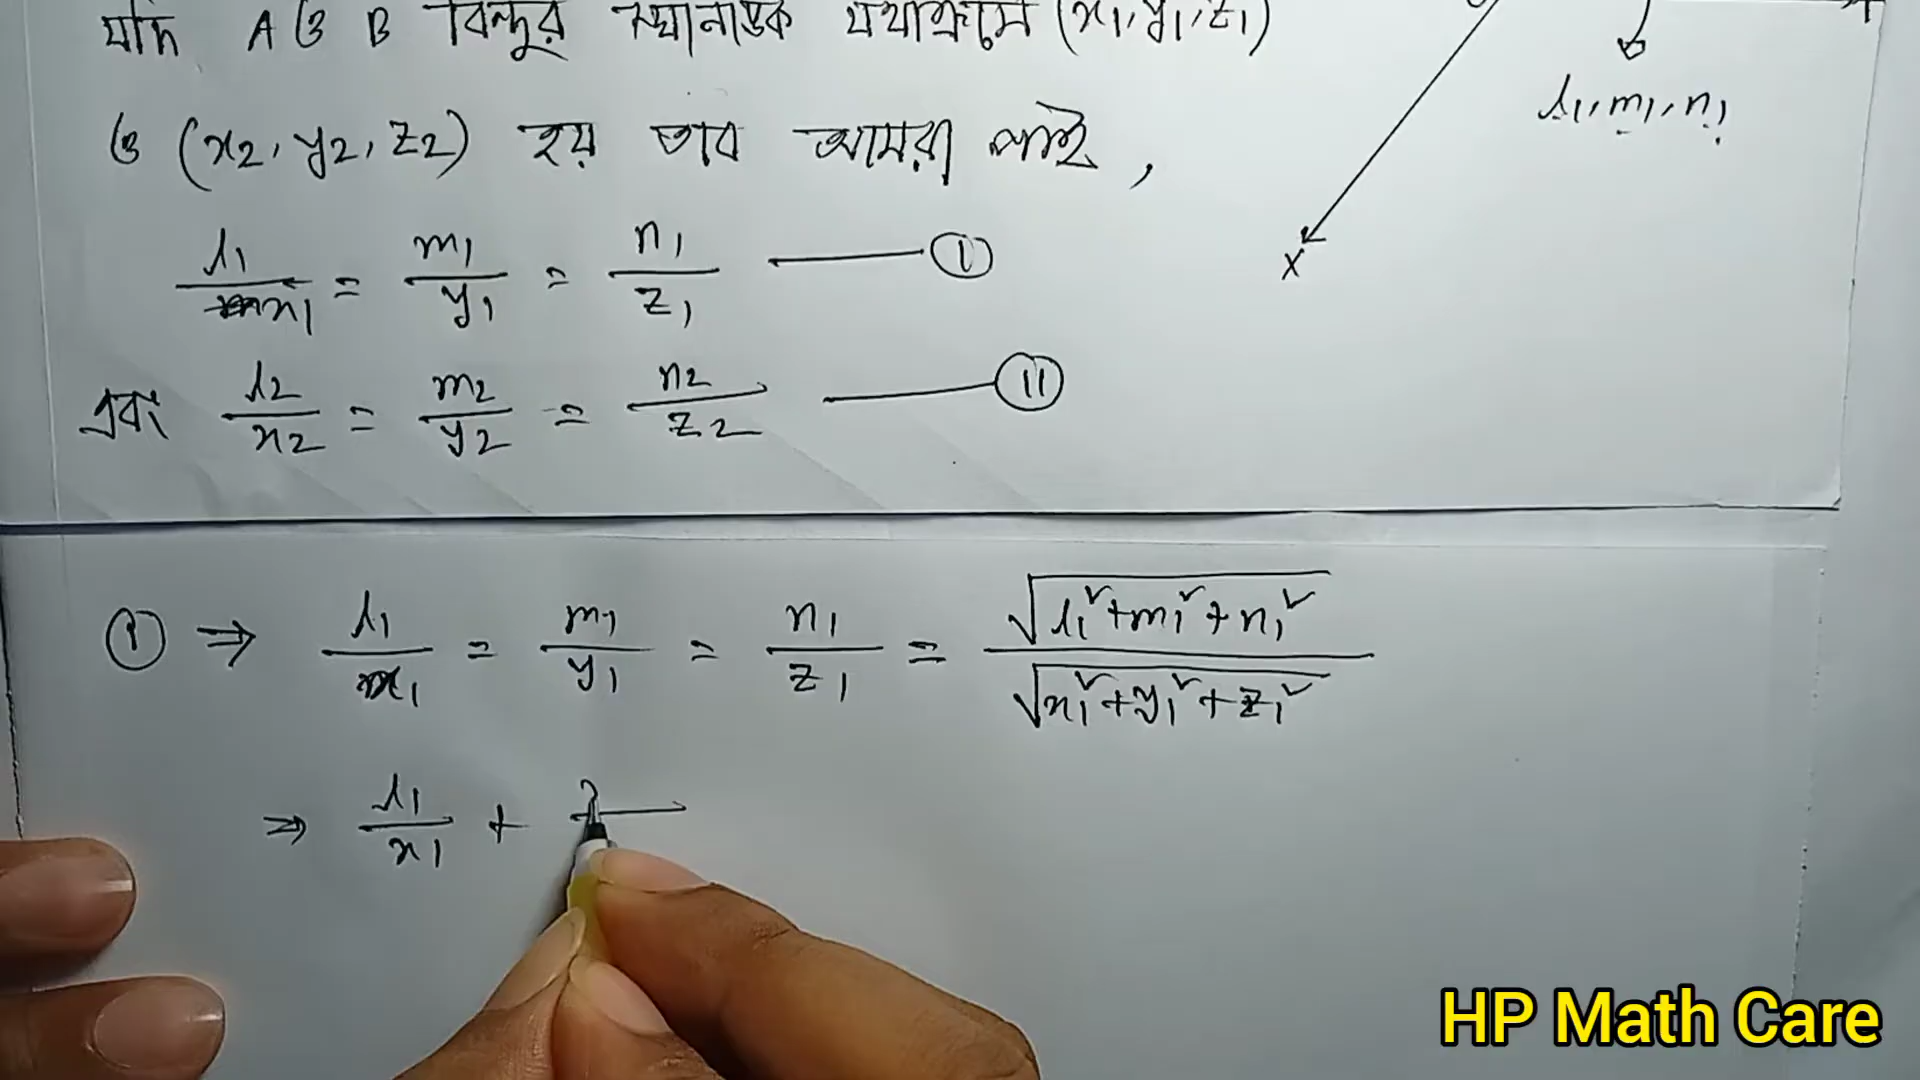 যদি A ও B বিন্দুর স্থানাঙ্ক যথাক্রমে (x₁, y₁, z₁)
ও (x₂, y₂, z₂) হয় তবে আমরা পাই,
l₁, m₁, n₁
X
l₁/x₁ = m₁/y₁ = n₁/z₁ —— (I)
এবং l₂/x₂ = m₂/y₂ = n₂/z₂ —— (II)
(I) ⇒ l₁/x₁ = m₁/y₁ = n₁/z₁ = √(l₁² + m₁² + n₁²)/√(x₁² + y₁² + z₁²)
⇒ l₁/x₁ +
HP Math Care